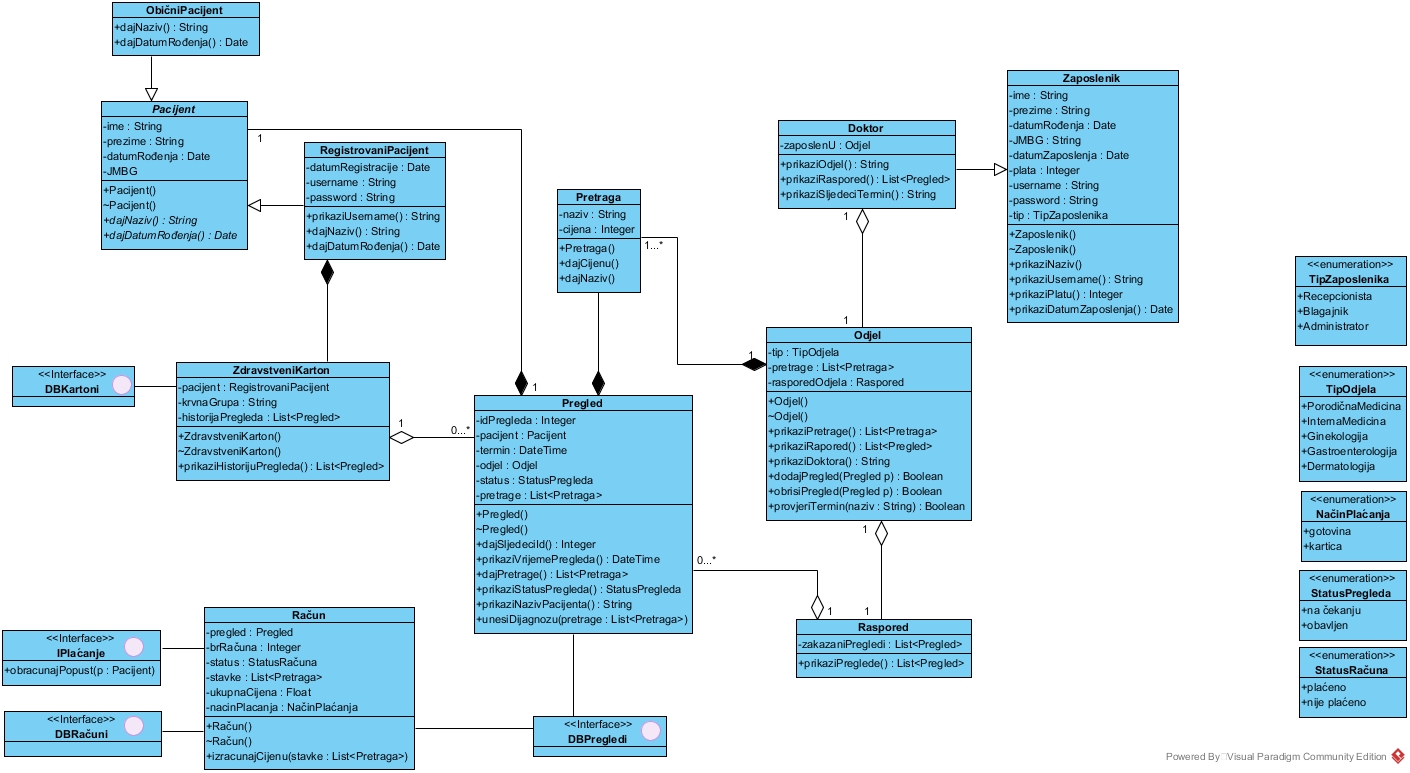 ObičniPacijent
+dajNaziv() : String
+dajDatumRođenja() : Date
Pacijent
-ime : String
-prezime : String
-datumRođenja : Date
-JMBG
+Pacijent()
~Pacijent()
+dajNaziv() : String
+dajDatumRođenja() : Date
1
RegistrovaniPacijent
-datumRegistracije : Date
-username : String
-password : String
+prikaziUsername() : String
+dajNaziv() : String
+dajDatumRođenja() : Date
Pretraga
-naziv : String
-cijena : Integer
+Pretraga()
+dajCijenu()
+dajNaziv()
1...*
Doktor
-zaposlenU : Odjel
+prikaziOdjel() : String
+prikaziRaspored() : List<Pregled>
+prikaziSljedeciTermin() : String
1
1
Zaposlenik
-ime : String
-prezime : String
-datumRođenja : Date
-JMBG : String
-datumZaposlenja : Date
-plata : Integer
-username : String
-password : String
-tip : TipZaposlenika
+Zaposlenik()
~Zaposlenik()
+prikaziNaziv()
+prikaziUsername() : String
+prikaziPlatu() : Integer
+prikaziDatumZaposlenja() : Date
<<enumeration>>
TipZaposlenika
+Recepcionista
+Blagajnik
+Administrator
<<Interface>>
DBKartoni
ZdravstveniKarton
-pacijent : RegistrovaniPacijent
-krvnaGrupa : String
-historijaPregleda : List<Pregled>
+ZdravstveniKarton()
~ZdravstveniKarton()
+prikaziHistorijuPregleda() : List<Pregled>
1
0...*
1
Pregled
-idPregleda : Integer
-pacijent : Pacijent
-termin : DateTime
-odjel : Odjel
-status : StatusPregleda
-pretrage : List<Pretraga>
+Pregled()
~Pregled()
+dajSljedeciId() : Integer
+prikaziVrijemePregleda() : DateTime
+dajPretrage() : List<Pretraga>
+prikaziStatusPregleda() : StatusPregleda
+prikaziNazivPacijenta() : String
+unesiDijagnozu(pretrage : List<Pretraga>)
1
Odjel
-tip : TipOdjela
-pretrage : List<Pretraga>
-rasporedOdjela : Raspored
+Odjel()
~Odjel()
+prikaziPretrage() : List<Pretraga>
+prikaziRapored() : List<Pregled>
+prikaziDoktora() : String
+dodajPregled(Pregled p) : Boolean
+obrisiPregled(Pregled p) : Boolean
+provjeriTermin(naziv : String) : Boolean
<<enumeration>>
TipOdjela
+PorodičnaMedicina
+InternaMedicina
+Ginekologija
+Gastroenterologija
+Dermatologija
<<enumeration>>
NačinPlaćanja
+gotovina
+kartica
<<enumeration>>
StatusPregleda
+na čekanju
+obavljen
<<enumeration>>
StatusRačuna
+plaćeno
+nije plaćeno
1
0...*
1
1
Raspored
-zakazaniPregledi : List<Pregled>
+prikaziPreglede() : List<Pregled>
<<Interface>>
IPlaćanje
+obracunajPopust(p : Pacijent)
<<Interface>>
DBRačuni
Račun
-pregled : Pregled
-brRačuna : Integer
-status : StatusRačuna
-stavke : List<Pretraga>
-ukupnaCijena : Float
-nacinPlacanja : NačinPlaćanja
+Račun()
~Račun()
+izracunajCijenu(stavke : List<Pretraga>)
<<Interface>>
DBPregledi
Powered By Visual Paradigm Community Edition